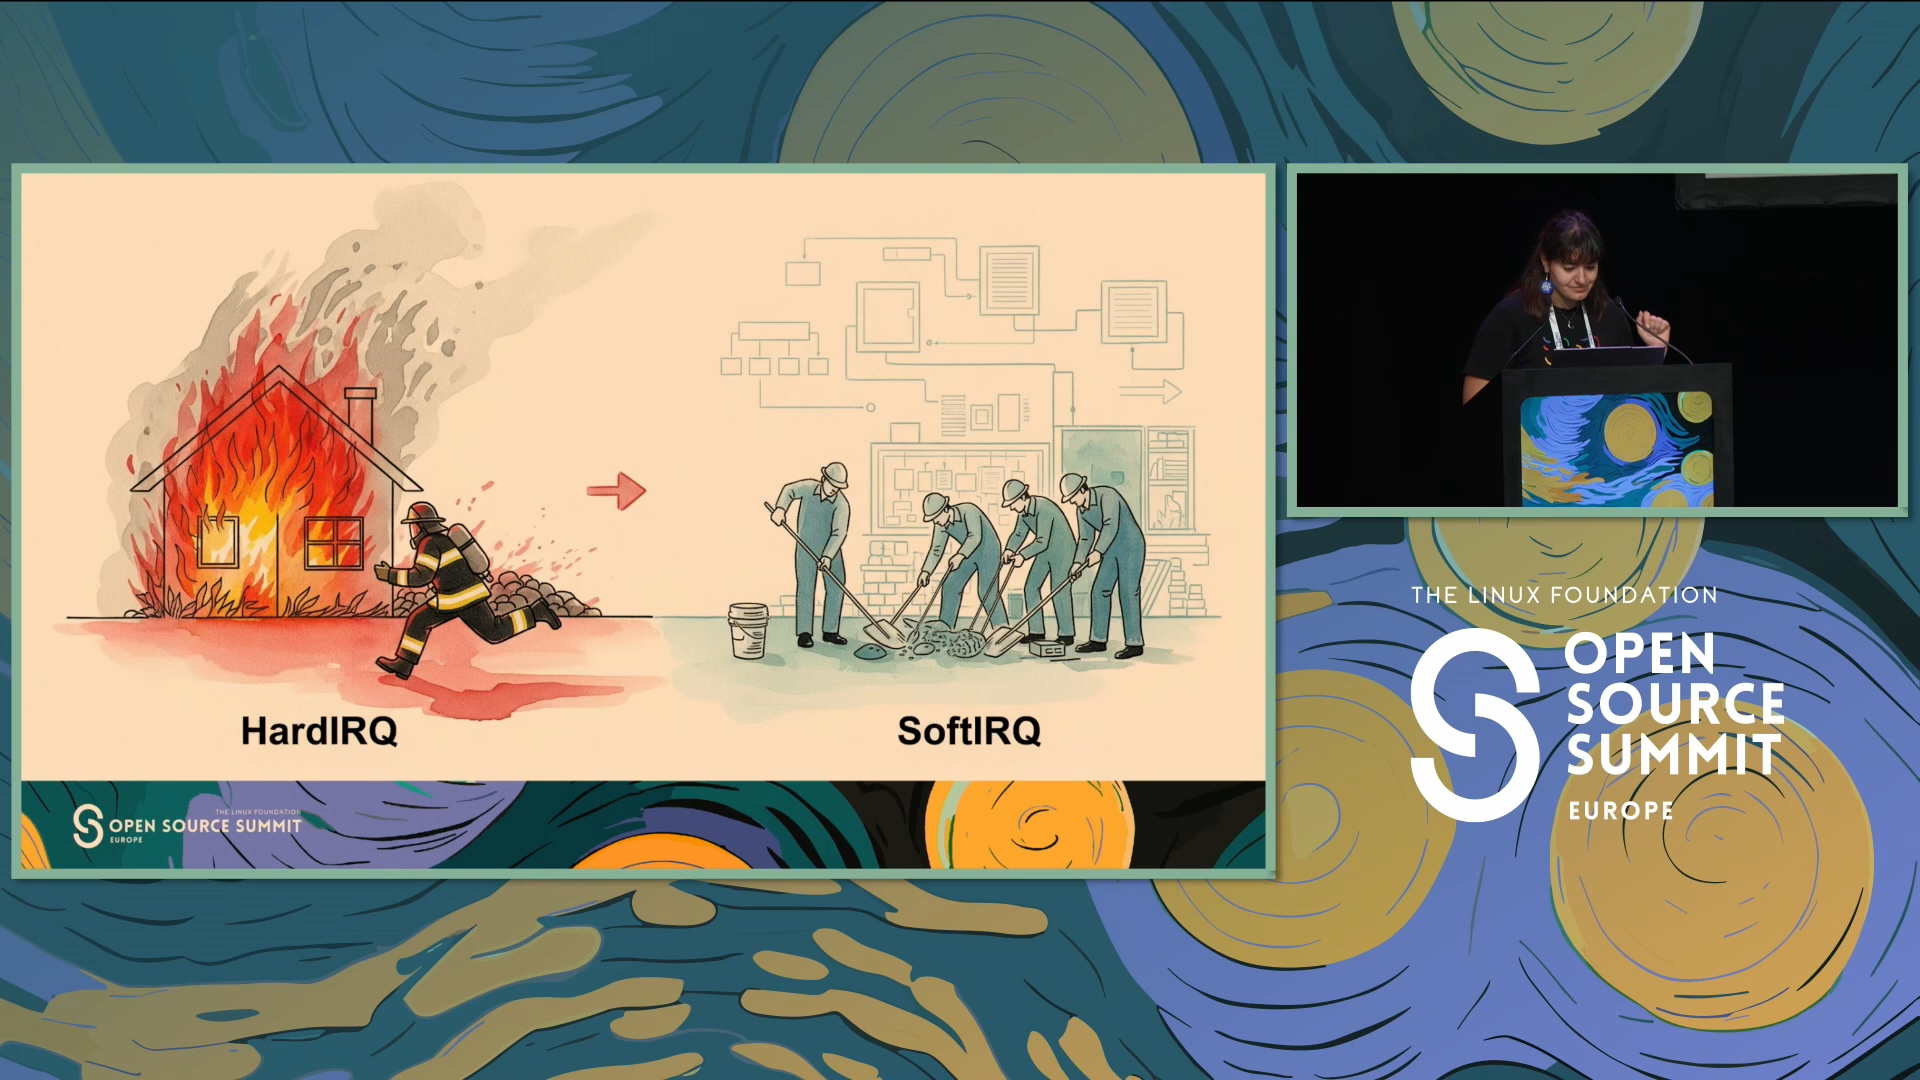 HardIRQ
SoftIRQ
THE LINUX FOUNDATION
OPEN SOURCE SUMMIT
EUROPE
THE LINUX FOUNDATION
OPEN
SOURCE
SUMMIT
EUROPE